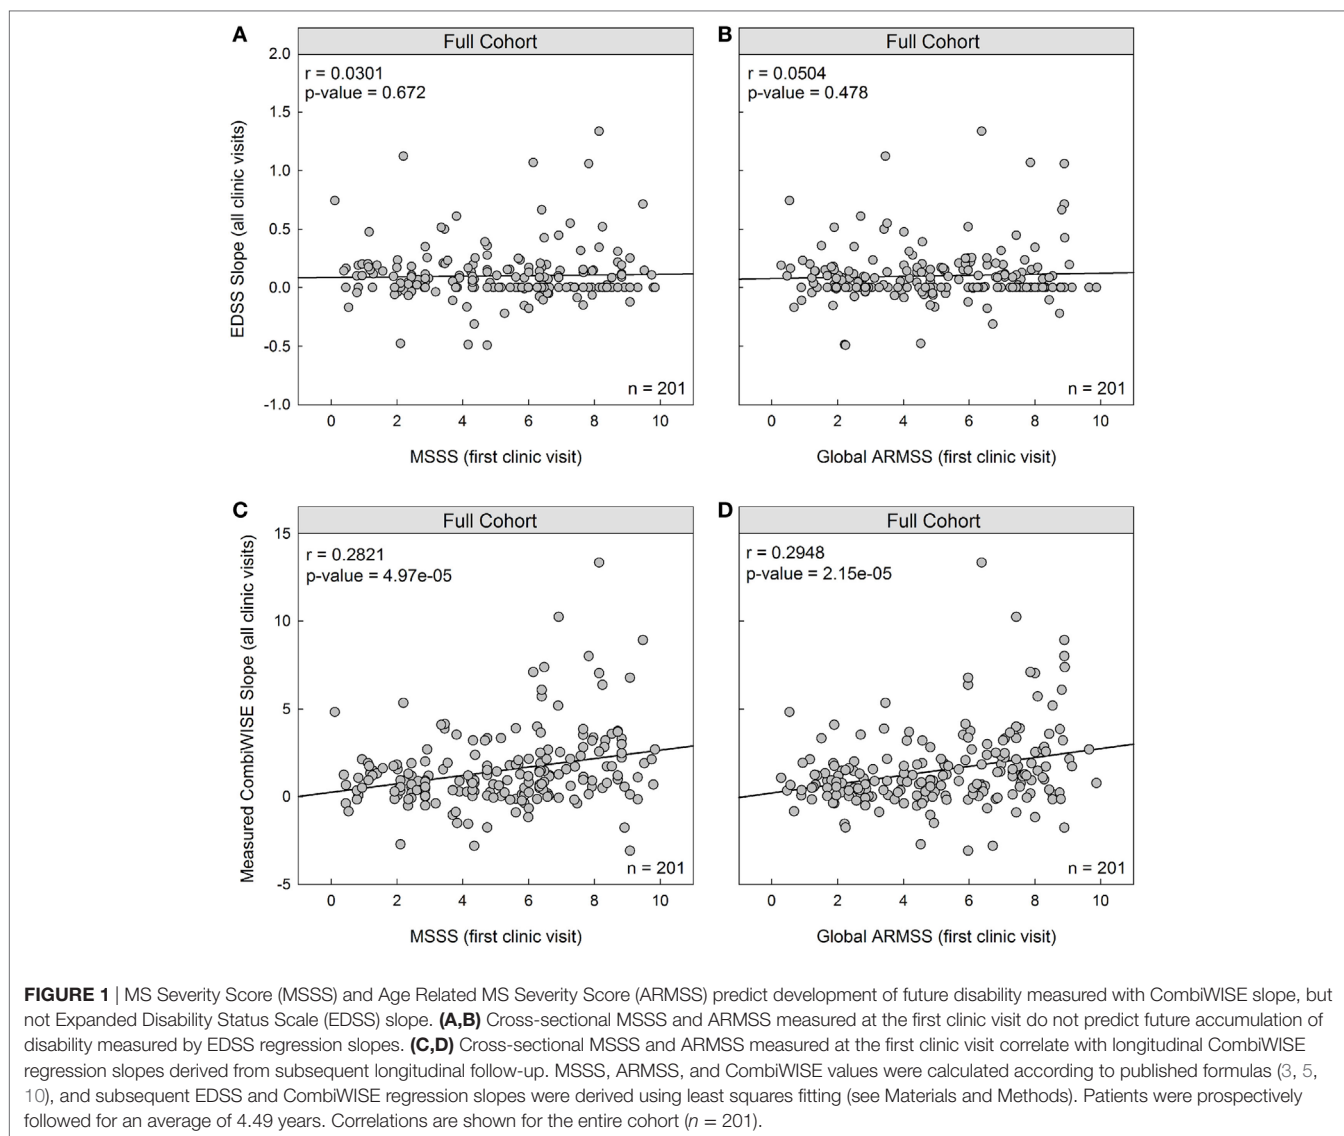 A
B
Full Cohort
Full Cohort
r = 0.0301
p-value = 0.672
r = 0.0504
p-value = 0.478
2.0
1.5
1.0
0.5
0.0
-0.5
-1.0
EDSS Slope (all clinic visits)
n = 201
n = 201
0 2 4 6 8 10
0 2 4 6 8 10
MSSS (first clinic visit)
Global ARMSS (first clinic visit)
C
D
Full Cohort
Full Cohort
r = 0.2821
p-value = 4.97e-05
r = 0.2948
p-value = 2.15e-05
15
10
5
0
-5
Measured CombiWISE Slope (all clinic visits)
n = 201
n = 201
0 2 4 6 8 10
0 2 4 6 8 10
MSSS (first clinic visit)
Global ARMSS (first clinic visit)
FIGURE 1 | MS Severity Score (MSSS) and Age Related MS Severity Score (ARMSS) predict development of future disability measured with CombiWISE slope, but
not Expanded Disability Status Scale (EDSS) slope. (A,B) Cross-sectional MSSS and ARMSS measured at the first clinic visit do not predict future accumulation of
disability measured by EDSS regression slopes. (C,D) Cross-sectional MSSS and ARMSS measured at the first clinic visit correlate with longitudinal CombiWISE
regression slopes derived from subsequent longitudinal follow-up. MSSS, ARMSS, and CombiWISE values were calculated according to published formulas (3, 5,
10), and subsequent EDSS and CombiWISE regression slopes were derived using least squares fitting (see Materials and Methods). Patients were prospectively
followed for an average of 4.49 years. Correlations are shown for the entire cohort (n = 201).